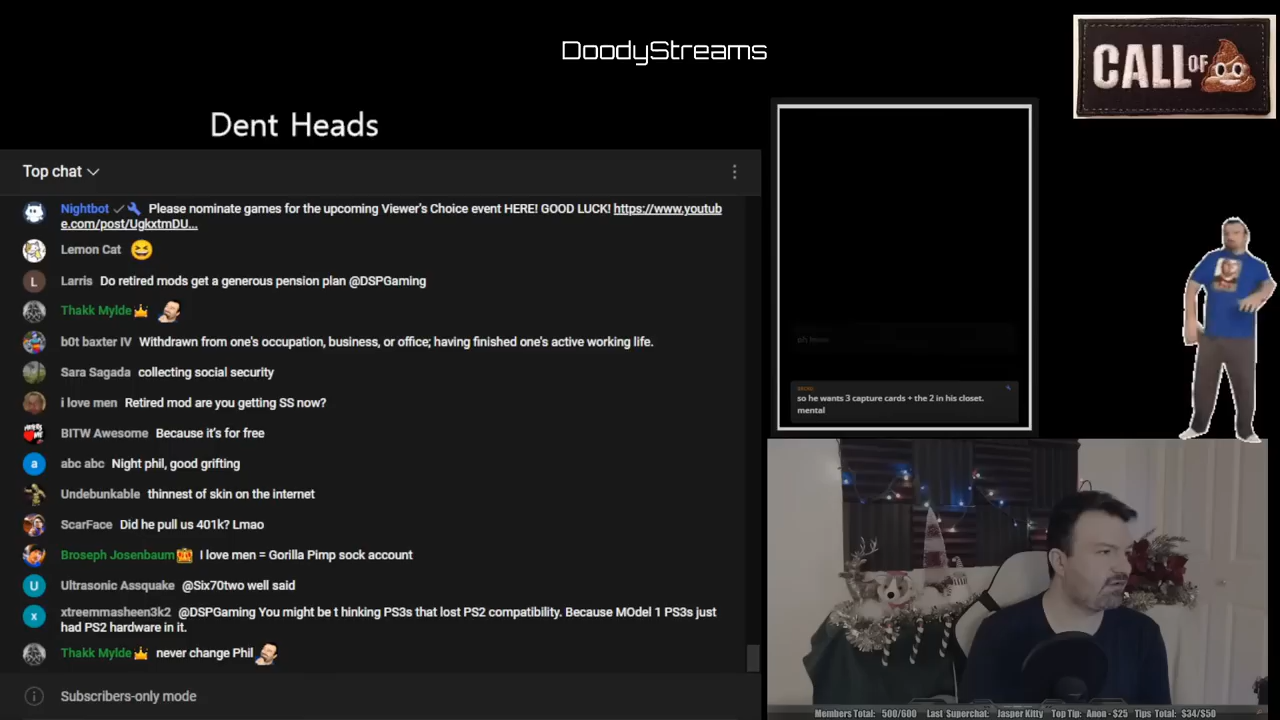 DoodyStreams
CALL OF
Dent Heads
Top chat
Nightbot Please nominate games for the upcoming Viewer's Choice event HERE! GOOD LUCK! https://www.youtub
e.com/post/UgkxtmDU...
Lemon Cat
L Larris Do retired mods get a generous pension plan @DSPGaming
Thakk Mylde
b0t baxter IV Withdrawn from one's occupation, business, or office; having finished one's active working life.
Sara Sagada collecting social security
i love men Retired mod are you getting SS now?
BITW Awesome Because it's for free
a abc abc Night phil, good grifting
Undebunkable thinnest of skin on the internet
ScarFace Did he pull us 401k? Lmao
Broseph Josenbaum I love men = Gorilla Pimp sock account
U Ultrasonic Assquake @Six70two well said
x xtreemmasheen3k2 @DSPGaming You might be t hinking PS3s that lost PS2 compatibility. Because MOdel 1 PS3s just
had PS2 hardware in it.
Thakk Mylde never change Phil
Subscribers-only mode
so he wants 3 capture cards + the 2 in his closet.
mental
Members Total: 500/600 Last Superchat: Jasper Kitty Top Tip: Anon - $25 Tips Total: $34/$50